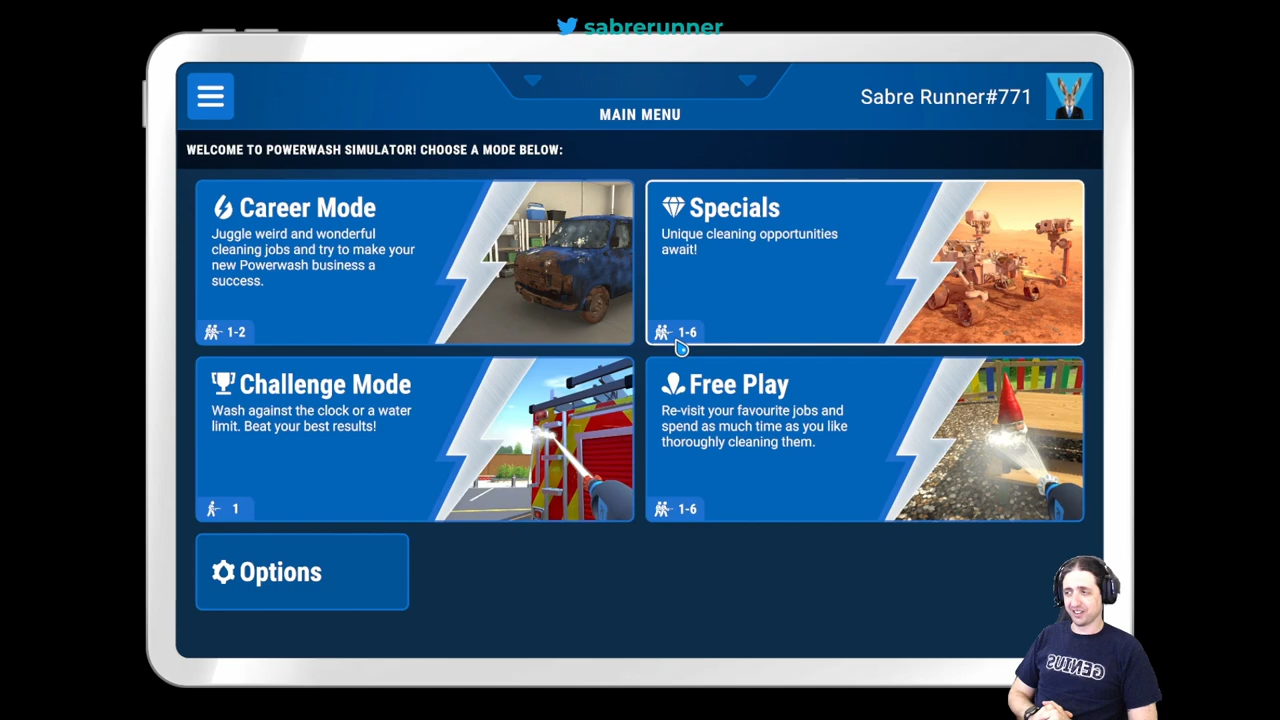 sabrerunner
Sabre Runner#771
MAIN MENU
WELCOME TO POWERWASH SIMULATOR! CHOOSE A MODE BELOW:
Career Mode
Juggle weird and wonderful
cleaning jobs and try to make your
new Powerwash business a
success.
1-2
Specials
Unique cleaning opportunities
await!
1-6
Challenge Mode
Wash against the clock or a water
limit. Beat your best results!
1
Free Play
Re-visit your favourite jobs and
spend as much time as you like
thoroughly cleaning them.
1-6
Options
GENIUS